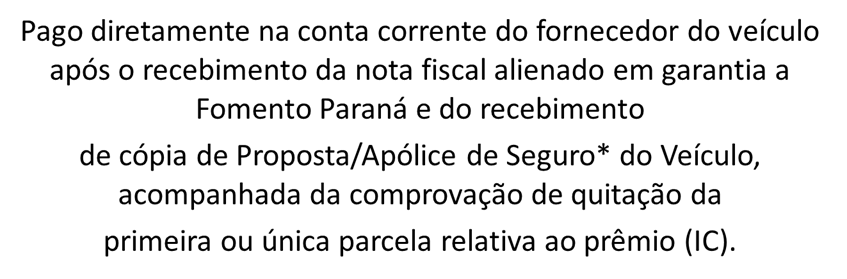 Pago diretamente na conta corrente do fornecedor do veículo
após o recebimento da nota fiscal alienado em garantia a
Fomento Paraná e do recebimento
de cópia de Proposta/Apólice de Seguro* do Veículo,
acompanhada da comprovação de quitação da
primeira ou única parcela relativa ao prêmio (IC).